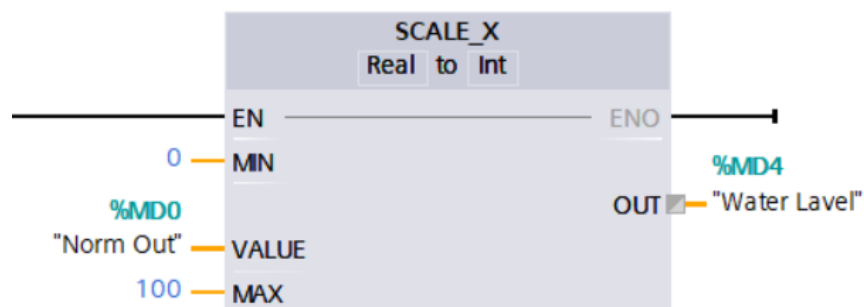 SCALE_X
Real to Int
EN ENO
0 MIN
%MD4
%MD0 OUT "Water Lavel"
"Norm Out" VALUE
100 MAX